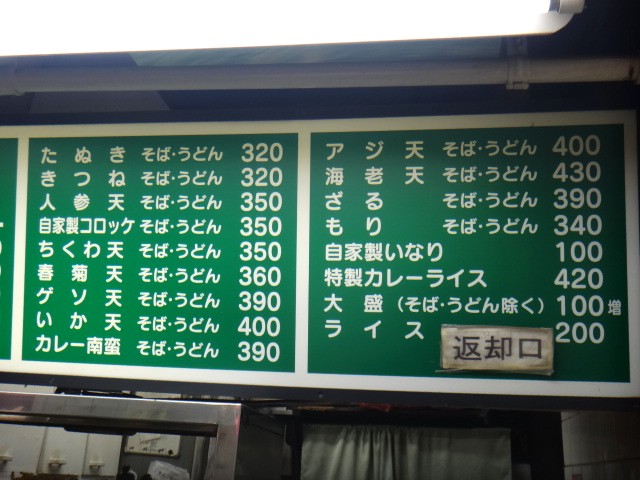 たぬき そば・うどん 320
きつね そば・うどん 320
人参天 そば・うどん 350
自家製コロッケ そば・うどん 350
ちくわ天 そば・うどん 350
春菊天 そば・うどん 360
ゲソ天 そば・うどん 390
いか天 そば・うどん 400
カレー南蛮 そば・うどん 390
アジ天 そば・うどん 400
海老天 そば・うどん 430
ざる そば・うどん 390
もり そば・うどん 340
自家製いなり 100
特製カレーライス 420
大盛(そば・うどん除く) 100増
ライス 200
返却口